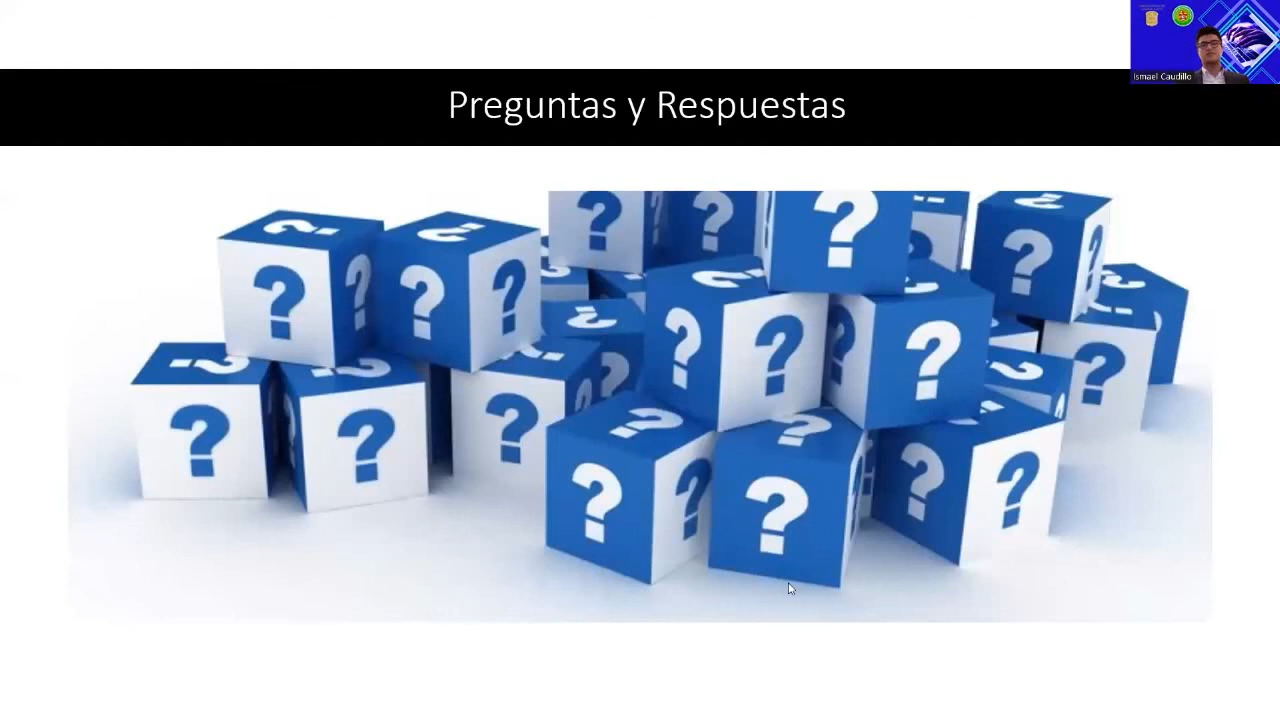 Preguntas y Respuestas
Ismael Caudillo
? ? ? ? ? ? ? ? ? ? ? ? ? ? ? ? ? ? ? ? ? ? ? ? ? ? ? ? ? ?